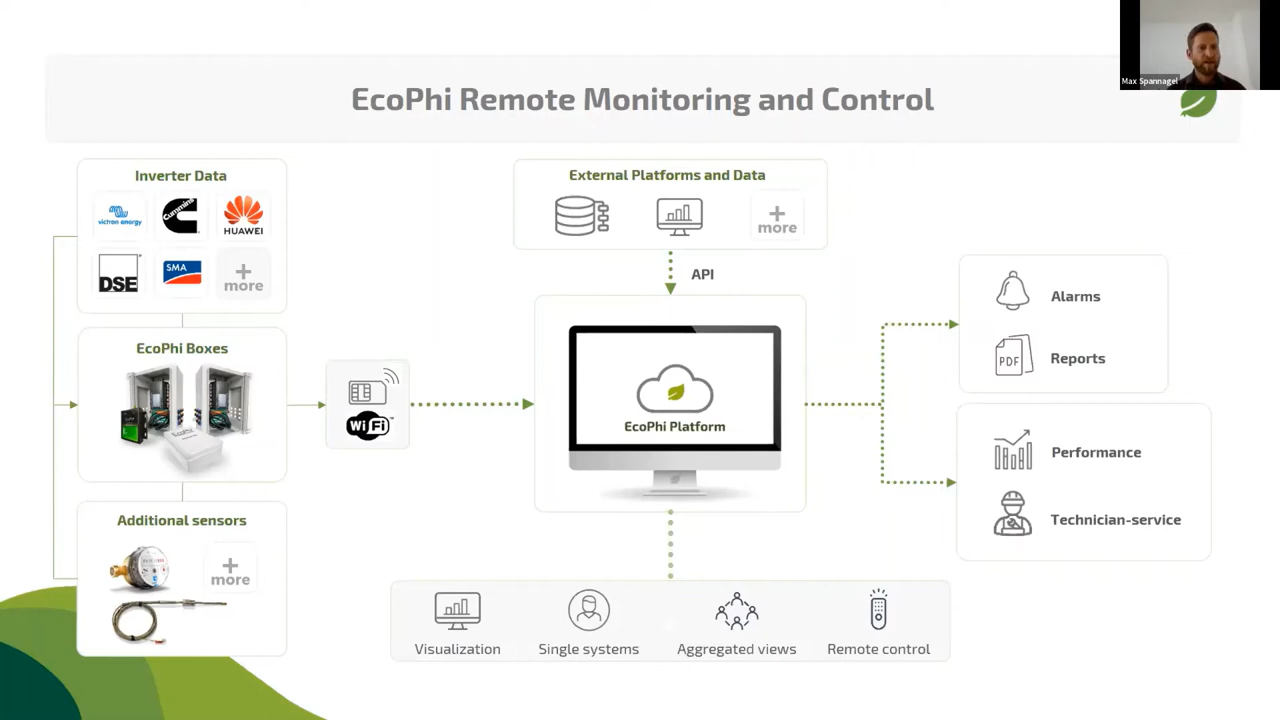 Max Spannagel
EcoPhi Remote Monitoring and Control
Inverter Data
victron energy
Cummins
HUAWEI
DSE
SMA
+
more
EcoPhi Boxes
Additional sensors
+
more
WiFi
External Platforms and Data
+
more
API
EcoPhi Platform
Alarms
PDF
Reports
Performance
Technician-service
Visualization
Single systems
Aggregated views
Remote control